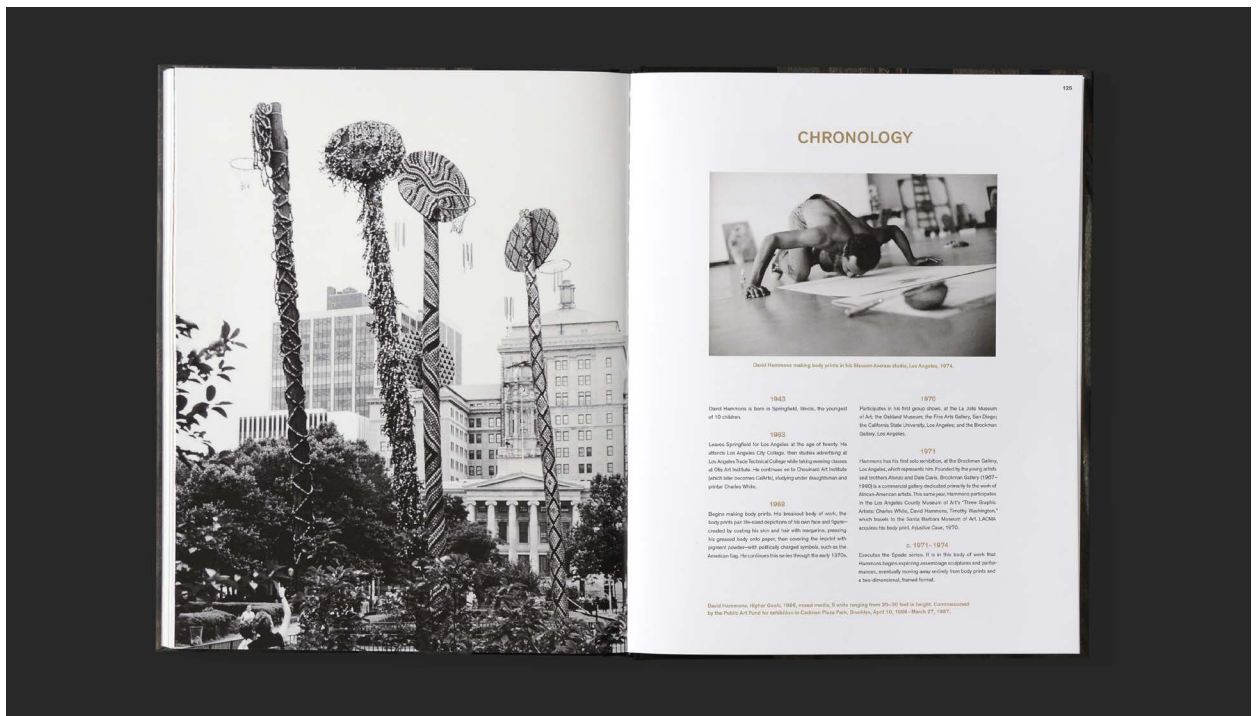 125
CHRONOLOGY
David Hammons making body prints in his Slauson Avenue studio, Los Angeles, 1974.
1943
David Hammons is born in Springfield, Illinois, the youngest
of 10 children.
1963
Leaves Springfield for Los Angeles at the age of twenty. He
attends Los Angeles City College, then studies advertising at
Los Angeles Trade Technical College while taking evening classes
at Otis Art Institute. He continues on to Chouinard Art Institute
(which later becomes CalArts), studying under draughtsman and
printer Charles White.
1969
Begins making body prints. His breakout body of work, the
body prints pair life-sized depictions of his own face and figure—
created by coating his skin and hair with margarine, pressing
his greased body onto paper, then covering the imprint with
pigment powder—with politically charged symbols, such as the
American flag. He continues this series through the early 1970s.
1970
Participates in his first group shows, at the La Jolla Museum
of Art; the Oakland Museum; the Fine Arts Gallery, San Diego;
the California State University, Los Angeles; and the Brockman
Gallery, Los Angeles.
1971
Hammons has his first solo exhibition, at the Brockman Gallery,
Los Angeles, which represents him. Founded by the young artists
and brothers Alonzo and Dale Davis, Brockman Gallery (1967–
1990) is a commercial gallery dedicated primarily to the work of
African-American artists. This same year, Hammons participates
in the Los Angeles County Museum of Art's "Three Graphic
Artists: Charles White, David Hammons, Timothy Washington,"
which travels to the Santa Barbara Museum of Art. LACMA
acquires his body print, Injustice Case, 1970.
c. 1971–1974
Executes the Spade series. It is in this body of work that
Hammons begins exploring assemblage sculptures and perfor-
mances, eventually moving away entirely from body prints and
a two-dimensional, framed format.
David Hammons, Higher Goals, 1986, mixed media, 5 units ranging from 20–30 feet in height. Commissioned
by the Public Art Fund for exhibition in Cadman Plaza Park, Brooklyn, April 10, 1986–March 27, 1987.